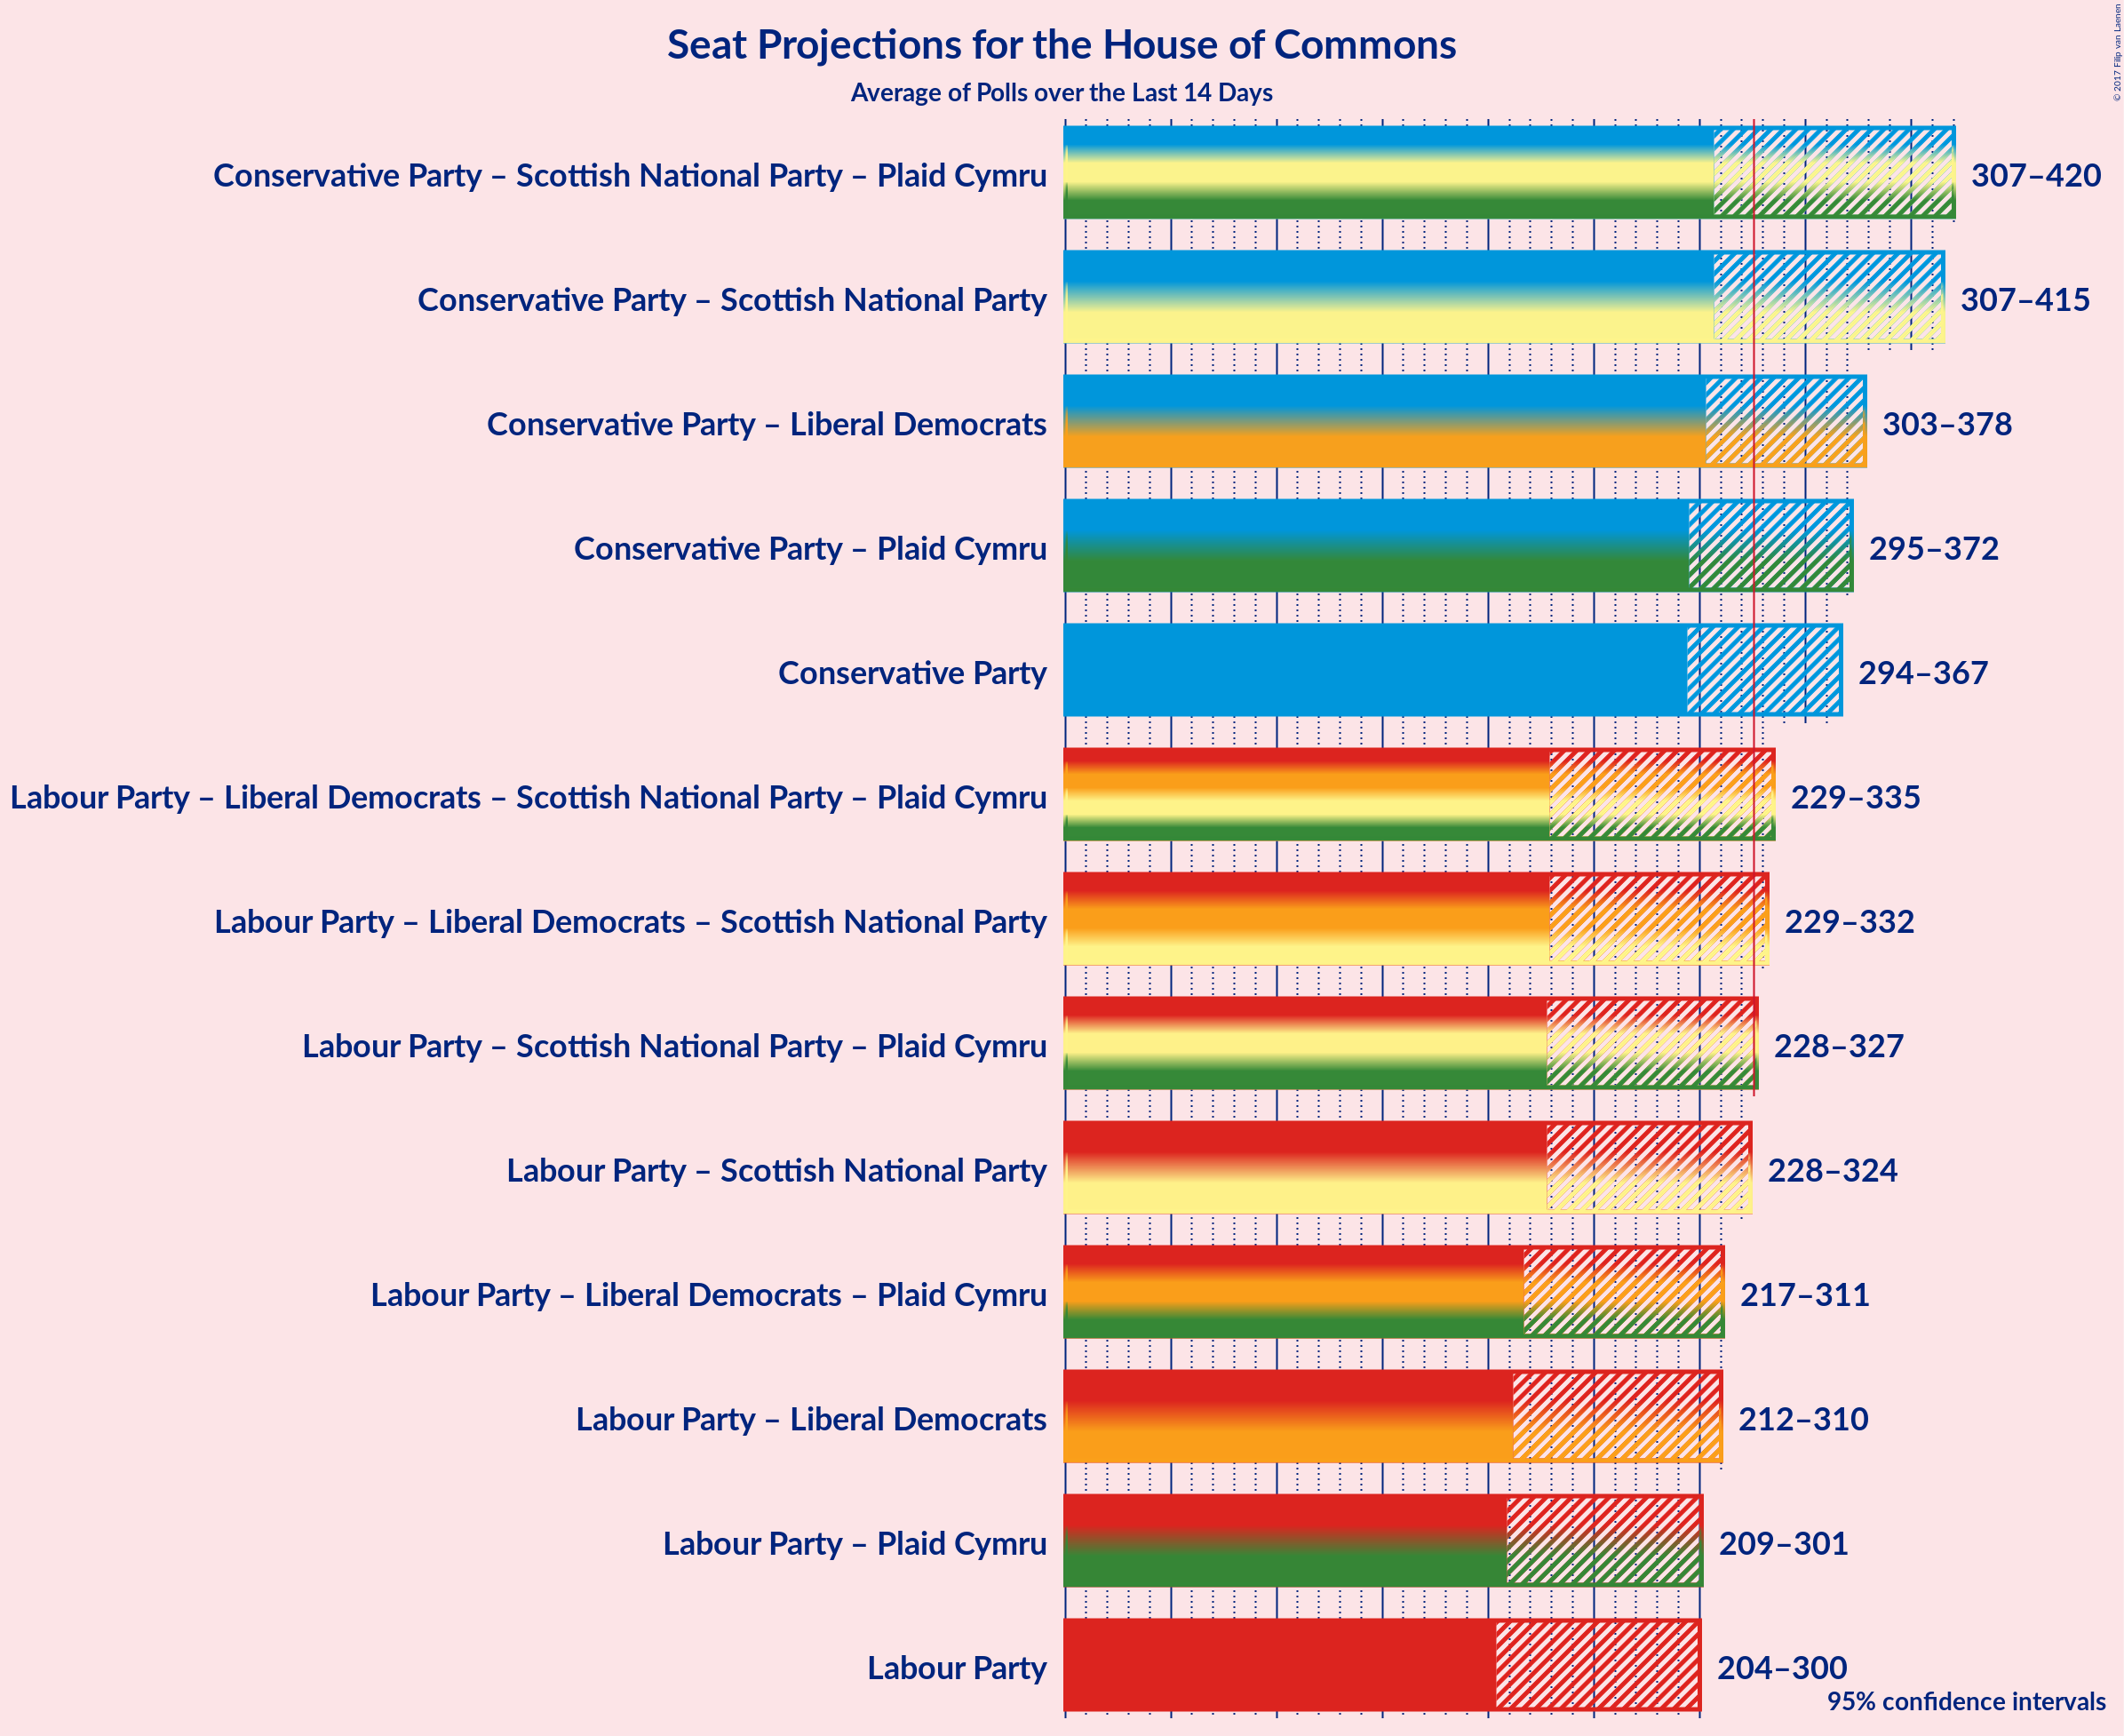 Seat Projections for the House of Commons
Average of Polls over the Last 14 Days
© 2017 Filip van Laenen
Conservative Party – Scottish National Party – Plaid Cymru 307–420
Conservative Party – Scottish National Party 307–415
Conservative Party – Liberal Democrats 303–378
Conservative Party – Plaid Cymru 295–372
Conservative Party 294–367
Labour Party – Liberal Democrats – Scottish National Party – Plaid Cymru 229–335
Labour Party – Liberal Democrats – Scottish National Party 229–332
Labour Party – Scottish National Party – Plaid Cymru 228–327
Labour Party – Scottish National Party 228–324
Labour Party – Liberal Democrats – Plaid Cymru 217–311
Labour Party – Liberal Democrats 212–310
Labour Party – Plaid Cymru 209–301
Labour Party 204–300
95% confidence intervals